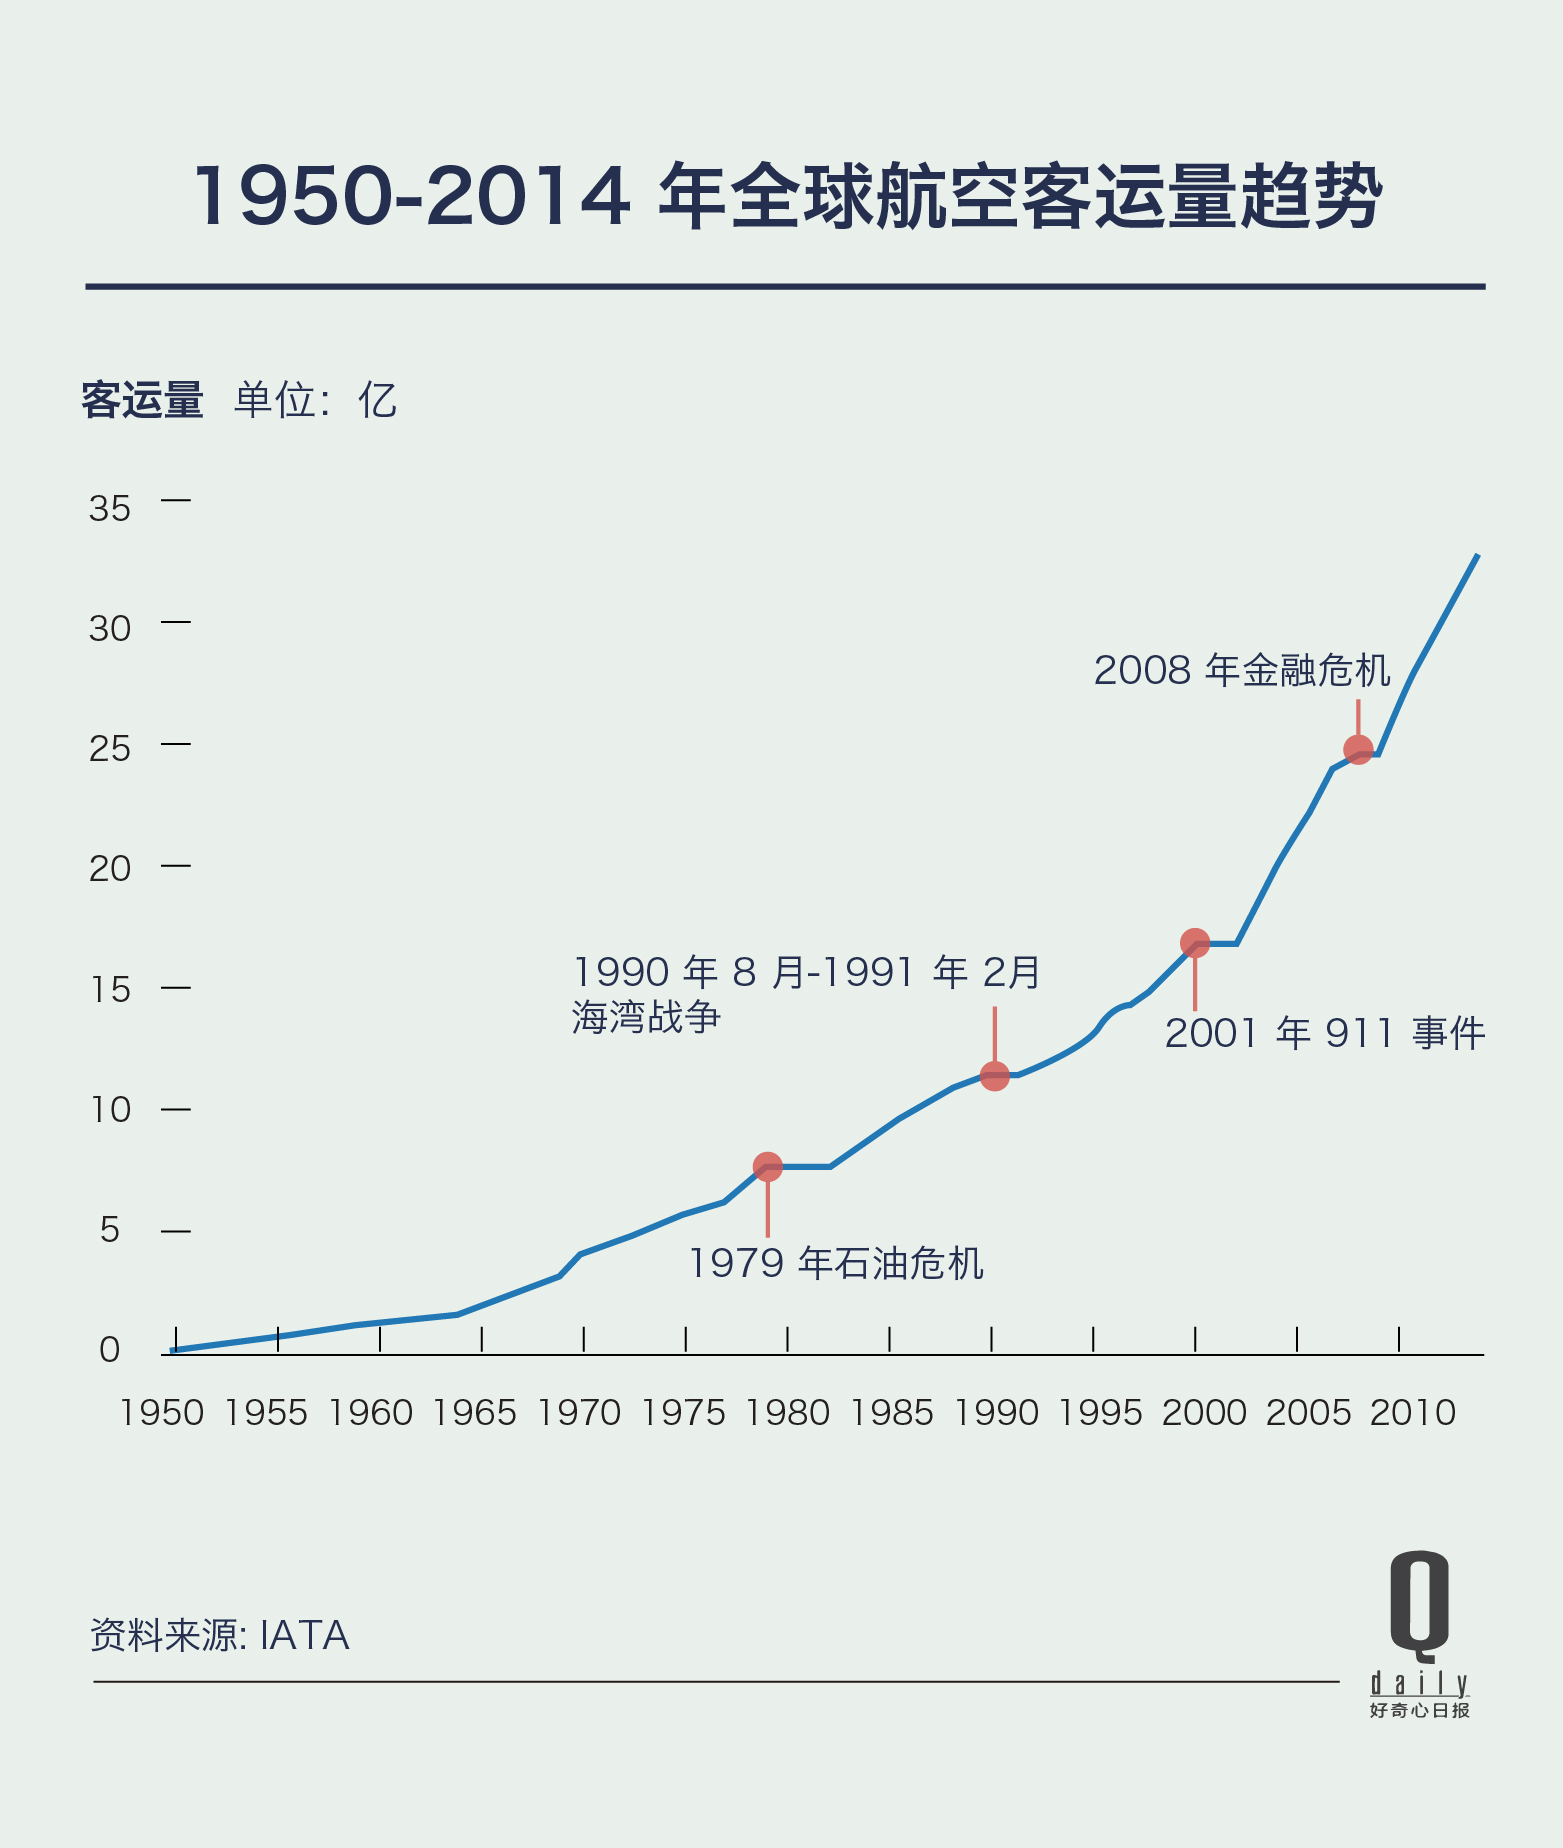 1950-2014 年全球航空客运量趋势
客运量 单位：亿
35
30
25
20
15
10
5
0
2008 年金融危机
1990 年 8 月-1991 年 2月
海湾战争
2001 年 911 事件
1979 年石油危机
1950 1955 1960 1965 1970 1975 1980 1985 1990 1995 2000 2005 2010
资料来源: IATA
Q
daily
好奇心日报